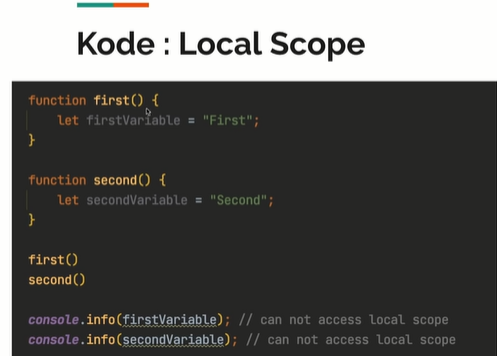 Kode : Local Scope
function first() {
    let firstVariable = "First";
}
function second() {
    let secondVariable = "Second";
}
first()
second()
console.info(firstVariable); // can not access local scope
console.info(secondVariable); // can not access local scope